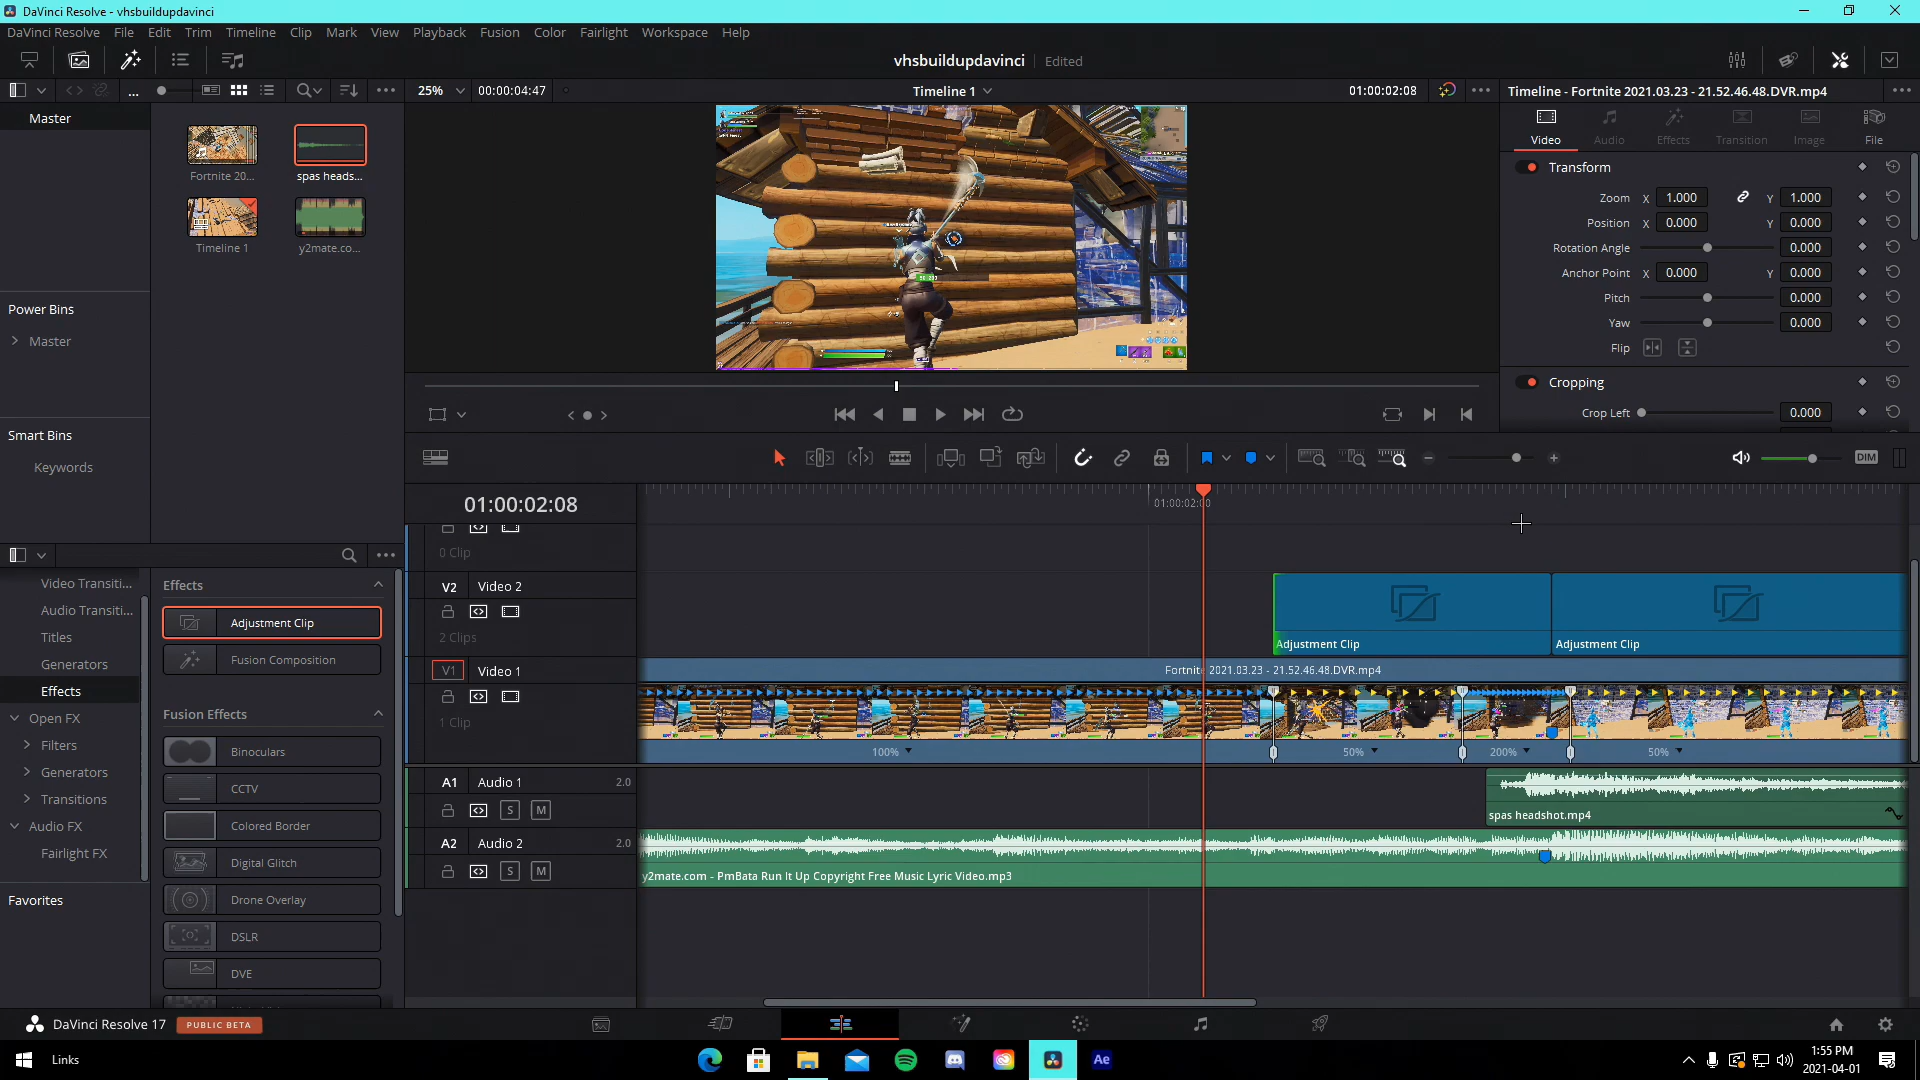 DaVinci Resolve - vhsbuildupdavinci
DaVinci Resolve File Edit Trim Timeline Clip Mark View Playback Fusion Color Fairlight Workspace Help
vhsbuildupdavinci Edited
... 25% 00:00:04:47 Timeline 1 01:00:02:08 Timeline - Fortnite 2021.03.23 - 21.52.46.48.DVR.mp4
Master
Fortnite 20...
spas heads...
Timeline 1
y2mate.co...
Power Bins
Master
Smart Bins
Keywords
Video Audio Effects Transition Image File
Transform
Zoom X 1.000 Y 1.000
Position X 0.000 Y 0.000
Rotation Angle 0.000
Anchor Point X 0.000 Y 0.000
Pitch 0.000
Yaw 0.000
Flip
Cropping
Crop Left 0.000
DIM
Video Transiti...
Audio Transiti...
Titles
Generators
Effects
Open FX
Filters
Generators
Transitions
Audio FX
Fairlight FX
Favorites
Effects
Adjustment Clip
Fusion Composition
Fusion Effects
Binoculars
CCTV
Colored Border
Digital Glitch
Drone Overlay
DSLR
DVE
01:00:02:08
01:00:02:00
0 Clip
V2 Video 2
2 Clips
Adjustment Clip
Adjustment Clip
V1 Video 1
1 Clip
Fortnite 2021.03.23 - 21.52.46.48.DVR.mp4
100% 50% 200% 50%
A1 Audio 1 2.0
S M
spas headshot.mp4
A2 Audio 2 2.0
S M
y2mate.com - PmBata Run It Up Copyright Free Music Lyric Video.mp3
DaVinci Resolve 17 PUBLIC BETA
Links
Ae
1:55 PM
2021-04-01